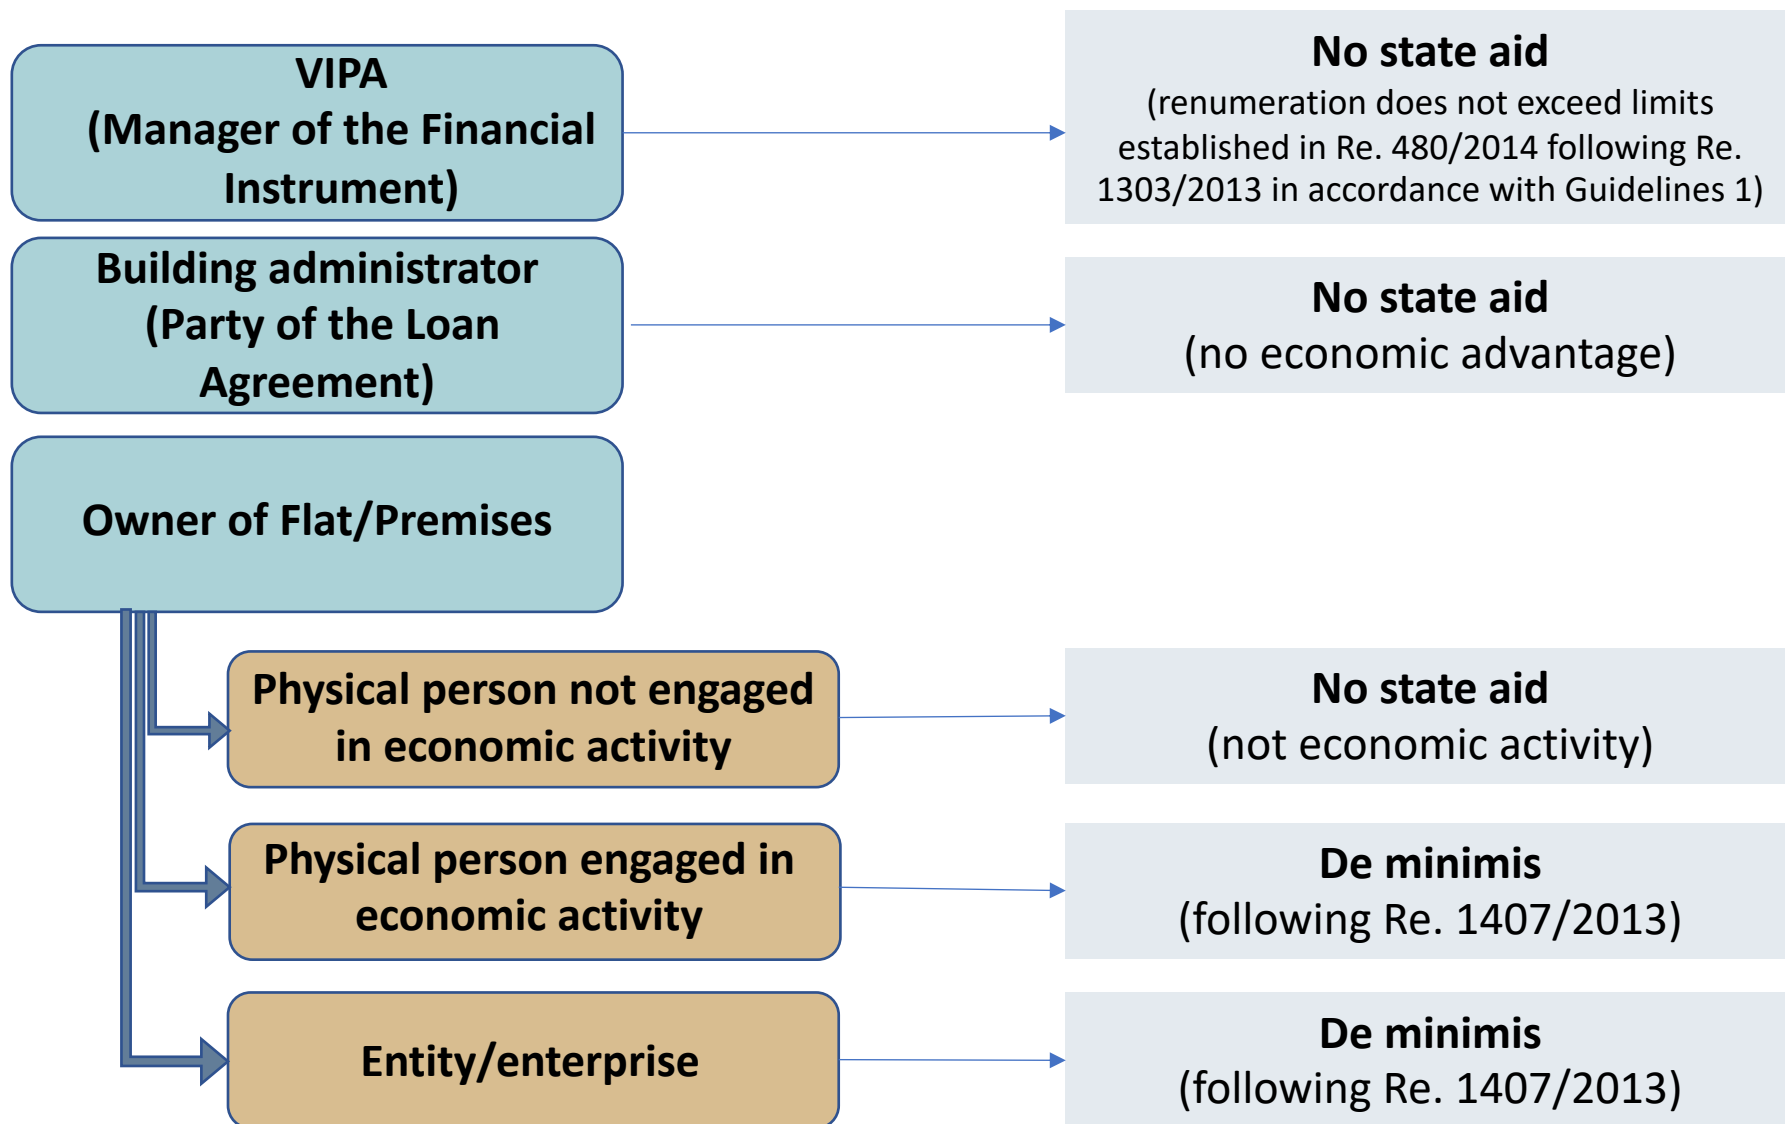 VIPA
(Manager of the Financial
Instrument)
No state aid
(renumeration does not exceed limits
established in Re. 480/2014 following Re.
1303/2013 in accordance with Guidelines 1)
Building administrator
(Party of the Loan
Agreement)
No state aid
(no economic advantage)
Owner of Flat/Premises
Physical person not engaged
in economic activity
No state aid
(not economic activity)
Physical person engaged in
economic activity
De minimis
(following Re. 1407/2013)
Entity/enterprise
De minimis
(following Re. 1407/2013)